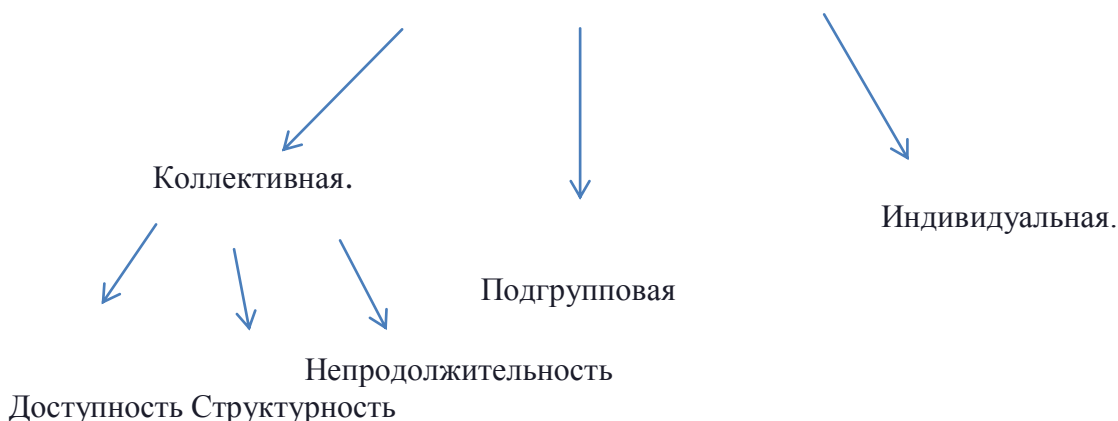 Коллективная.
Индивидуальная.
Подгрупповая
Непродолжительность
Доступность Структурность